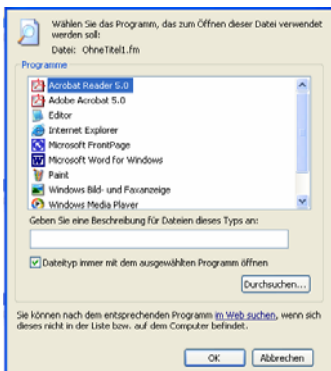 Wählen Sie das Programm, das zum Öffnen dieser Datei verwendet
werden soll:
Datei: OhneTitel1.fm
Programme
Acrobat Reader 5.0
Adobe Acrobat 5.0
Editor
Internet Explorer
Microsoft FrontPage
Microsoft Word for Windows
Paint
Windows Bild- und Faxanzeige
Windows Media Player
Geben Sie eine Beschreibung für Dateien dieses Typs an:
Dateityp immer mit dem ausgewählten Programm öffnen
Durchsuchen...
Sie können nach dem entsprechenden Programm im Web suchen, wenn sich
dieses nicht in der Liste bzw. auf dem Computer befindet.
OK
Abbrechen